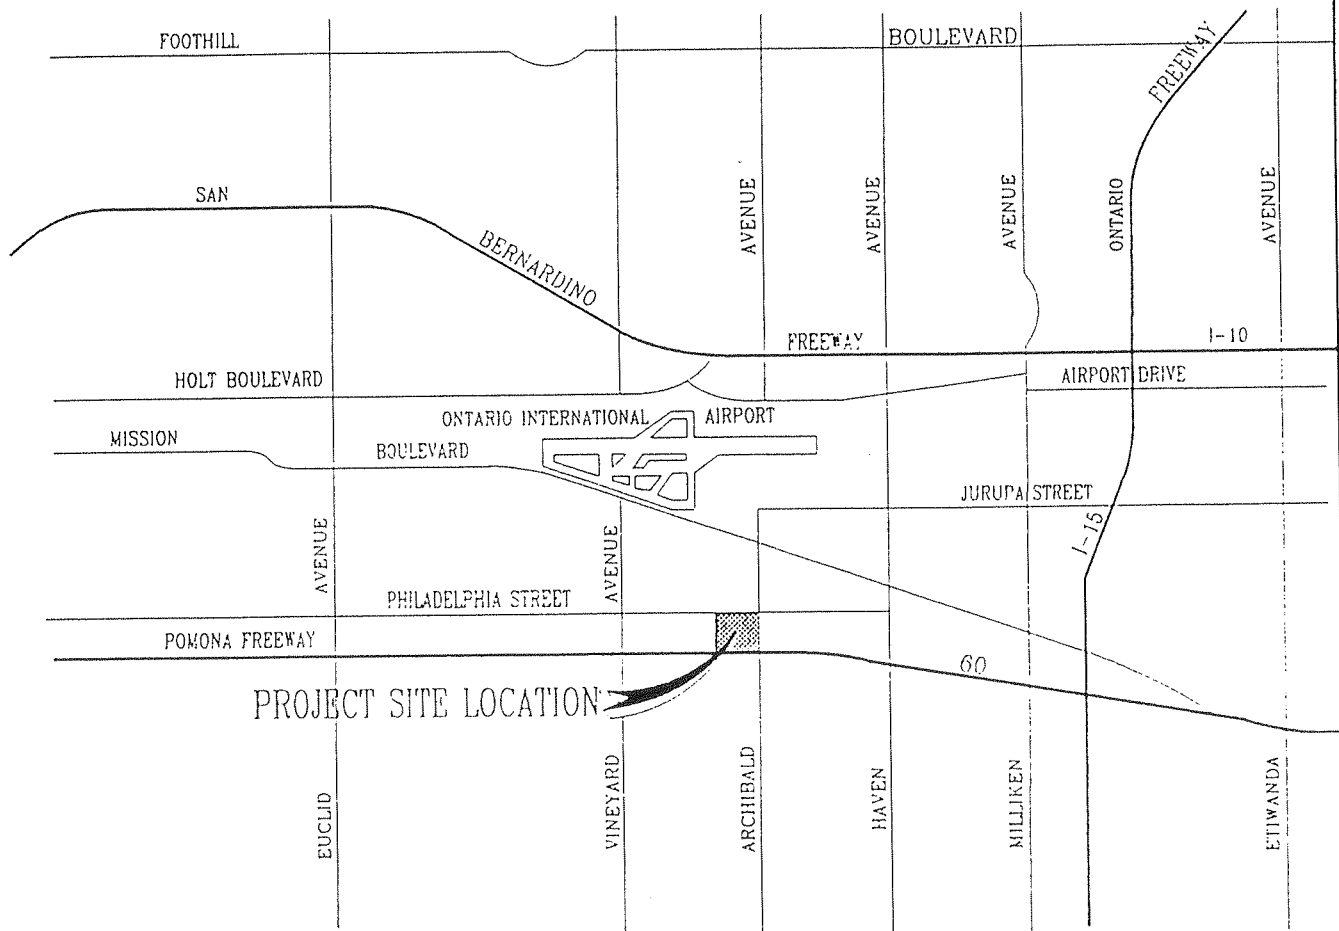 FOOTHILL
BOULEVARD
FREEWAY
SAN
AVENUE
AVENUE
AVENUE
ONTARIO
AVENUE
BERNARDINO
FREEWAY
I-10
HOLT BOULEVARD
AIRPORT DRIVE
ONTARIO INTERNATIONAL AIRPORT
MISSION
BOULEVARD
JURUPA STREET
I-15
AVENUE
AVENUE
PHILADELPHIA STREET
POMONA FREEWAY
60
PROJECT SITE LOCATION
EUCLID
VINEYARD
ARCHIBALD
HAVEN
MILLIKEN
ETIWANDA